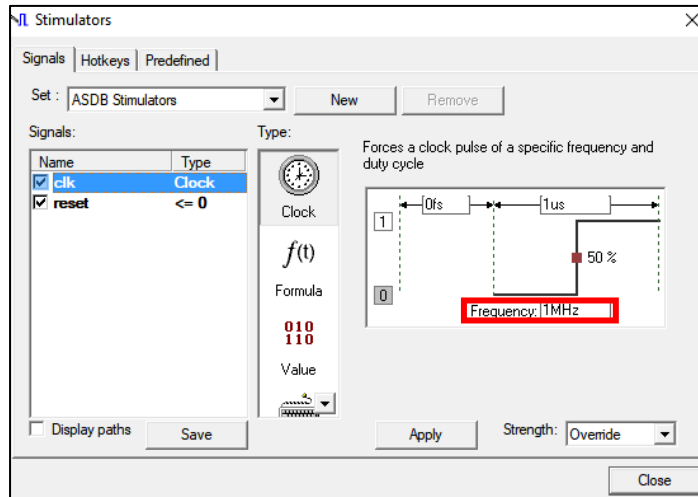 Stimulators
Signals Hotkeys Predefined
Set : ASDB Stimulators New Remove
Signals:
Name Type
clk Clock
reset <= 0
Type:
Clock
f(t)
Formula
010
110
Value
Forces a clock pulse of a specific frequency and
duty cycle
0fs 1us
1
50 %
0
Frequency: 1MHz
Display paths Save Apply Strength: Override
Close